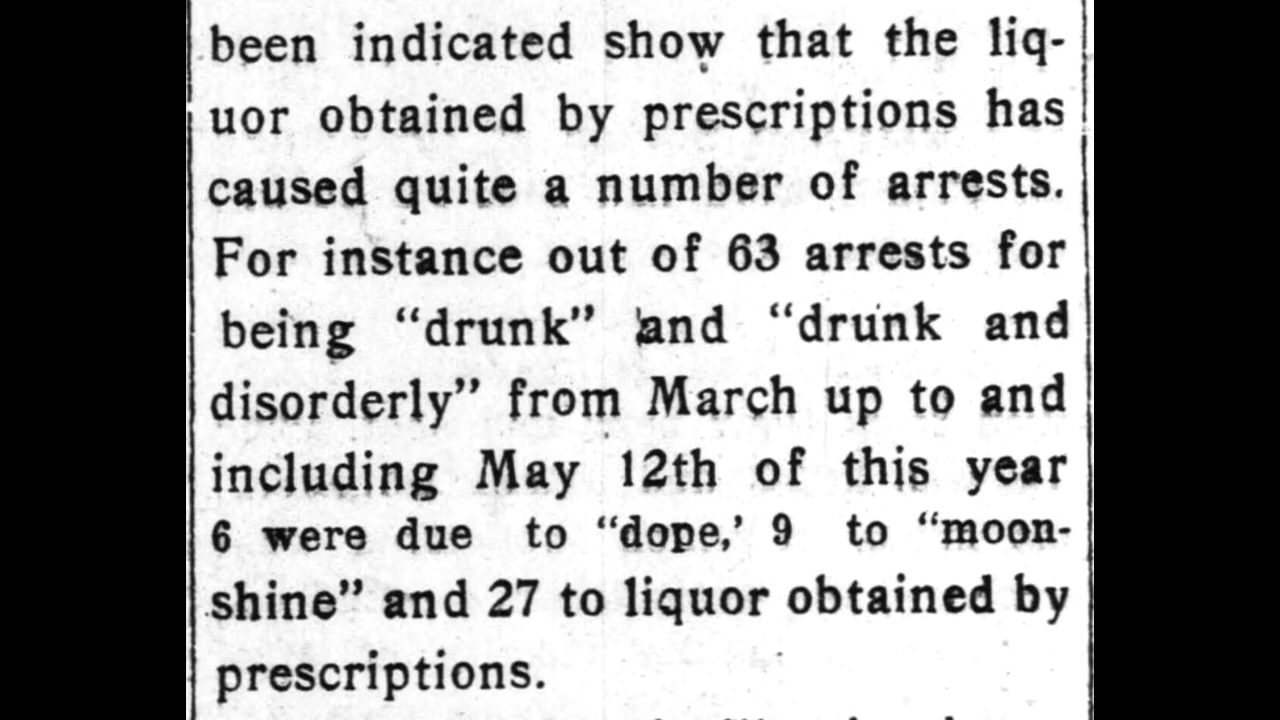 been indicated show that the liq-
uor obtained by prescriptions has
caused quite a number of arrests.
For instance out of 63 arrests for
being “drunk” and “drunk and
disorderly” from March up to and
including May 12th of this year
6 were due to “dope,’ 9 to “moon-
shine” and 27 to liquor obtained by
prescriptions.